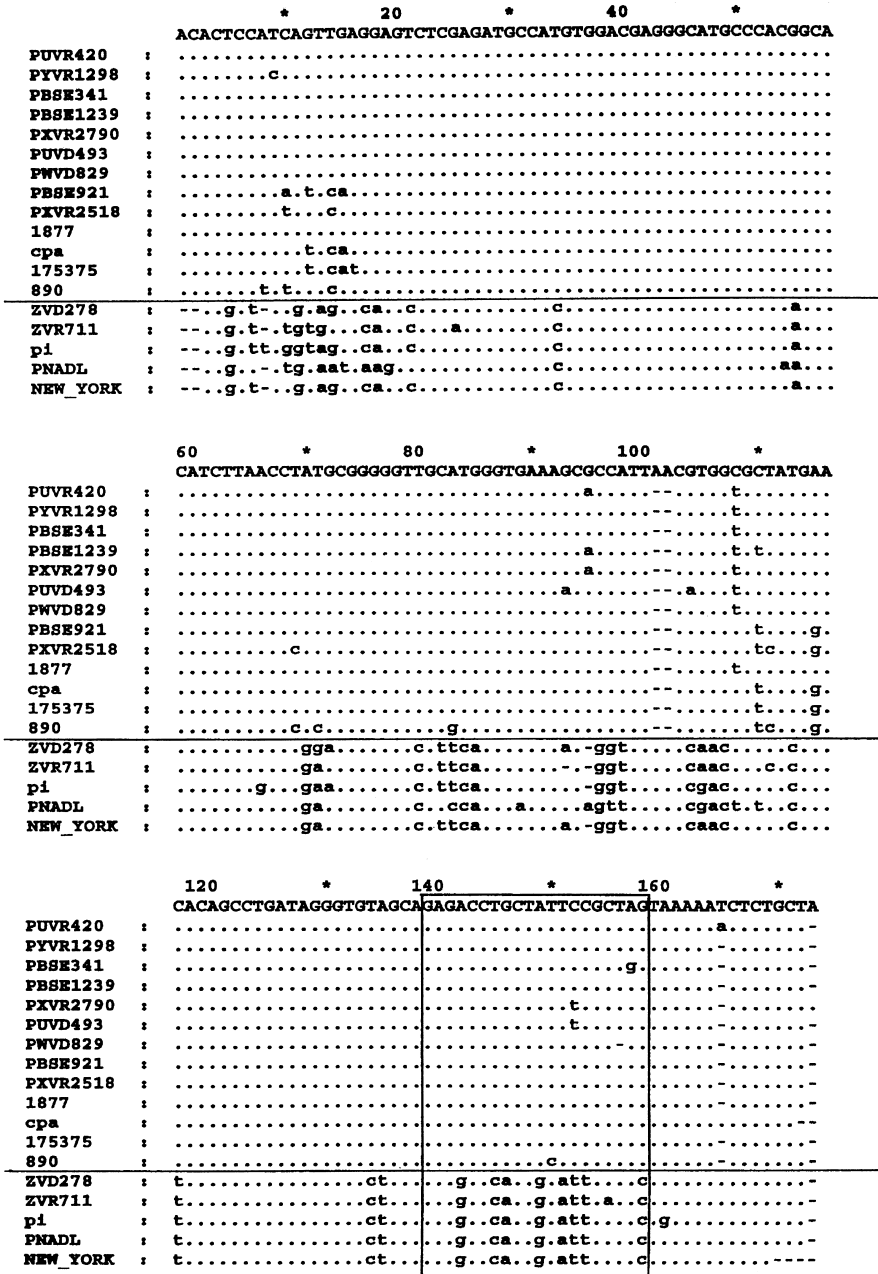 * 20 * 40 *
ACACTCCATCAGTTGAGGAGTCTCGAGATGCCATGTGGACGAGGGCATGCCCACGGCA
PUVR420 : ..........................................................
PYVR1298 : ........c.................................................
PBSE341 : ..........................................................
PBSE1239 : ..........................................................
PXVR2790 : ..........................................................
PUVD493 : ..........................................................
PWVD829 : ..........................................................
PBSE921 : .........a.t.ca...........................................
PXVR2518 : .........t...c............................................
1877 : ..........................................................
cpa : ...........t.ca...........................................
175375 : ...........t.cat..........................................
890 : .......t.t...c............................................
ZVD278 : --..g.t-..g.ag..ca..c............c....................a...
ZVR711 : --..g.t-.tgtg...ca..c...a........c....................a...
pi : --..g.tt.ggtag..ca..c............c....................a...
PNADL : --..g..-.tg.aat.aag..............c...................aa...
NEW_YORK : --..g.t-..g.ag..ca..c............c....................a...
60 * 80 * 100 *
CATCTTAACCTATGCGGGGGTTGCATGGGTGAAAGCGCCATTAACGTGGCGCTATGAA
PUVR420 : ....................................a.....--.....t........
PYVR1298 : ..........................................--.....t........
PBSE341 : ..........................................--.....t........
PBSE1239 : ....................................a.....--.....t.t......
PXVR2790 : ....................................a.....--.....t........
PUVD493 : ..................................a.......--.a...t........
PWVD829 : ..........................................--.....t........
PBSE921 : ..........................................--.......t....g.
PXVR2518 : ..........c...............................--.......tc...g.
1877 : ..........................................--.....t........
cpa : ..........................................--.......t....g.
175375 : ..........................................--.......t....g.
890 : ..........c.c...........g.................--.......tc...g.
ZVD278 : ...........gga.......c.ttca.......a.-ggt.....caac.....c...
ZVR711 : ...........ga........c.ttca.......-.-ggt.....caac...c.c...
pi : .......g...gaa.......c.ttca.........-ggt.....cgac.....c...
PNADL : ...........ga........c..cca...a.....agtt.....cgact.t..c...
NEW_YORK : ...........ga........c.ttca.......a.-ggt.....caac.....c...
120 * 140 * 160 *
CACAGCCTGATAGGGTGTAGCAGAGACCTGCTATTCCGCTAGTAAAAATCTCTGCTA
PUVR420 : ................................................a.......-
PYVR1298 : ................................................-.......-
PBSE341 : ........................................g.......-.......-
PBSE1239 : ................................................-.......-
PXVR2790 : ...................................t............-.......-
PUVD493 : ...................................t............-.......-
PWVD829 : .......................................-........-.......-
PBSE921 : ................................................-.......-
PXVR2518 : ................................................-.......-
1877 : ................................................-.......-
cpa : ................................................-......--
175375 : ................................................-.......-
890 : .................................c..............-.......-
ZVD278 : t................ct......g..ca..g.att....c..............-
ZVR711 : t................ct......g..ca..g.att.a..c..............-
pi : t................ct......g..ca..g.att....c.g............-
PNADL : t................ct......g..ca..g.att....c..............-
NEW_YORK : t................ct......g..ca..g.att....c...........----